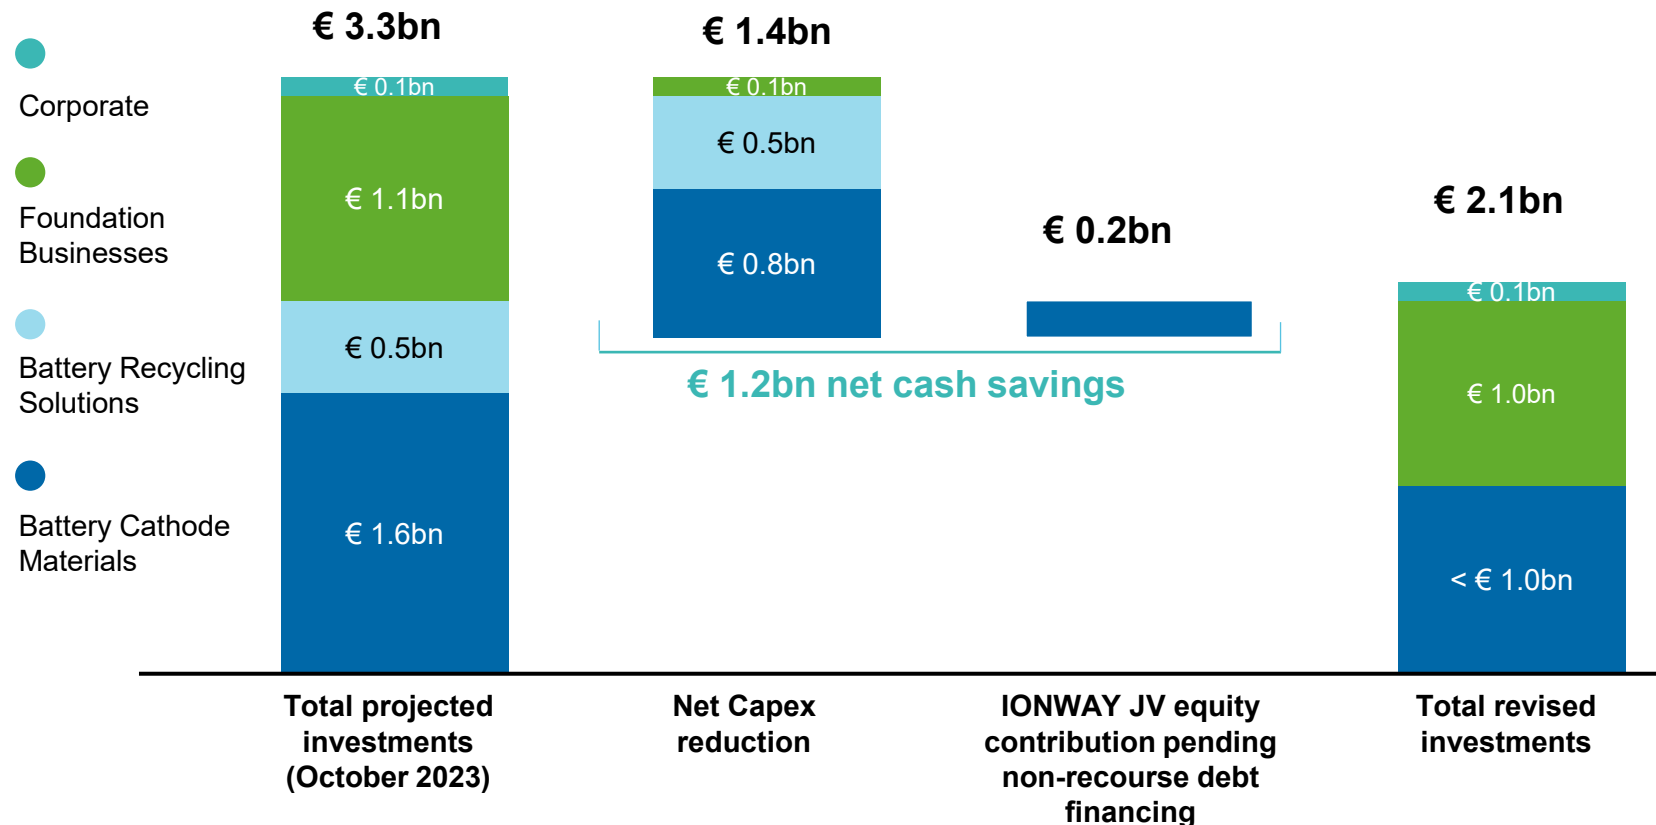 Corporate
Foundation
Businesses
Battery Recycling
Solutions
Battery Cathode
Materials
€ 3.3bn
€ 0.1bn
€ 1.1bn
€ 0.5bn
€ 1.6bn
Total projected
investments
(October 2023)
€ 1.4bn
€ 0.1bn
€ 0.5bn
€ 0.8bn
Net Capex
reduction
€ 0.2bn
€ 1.2bn net cash savings
IONWAY JV equity
contribution pending
non-recourse debt
financing
€ 2.1bn
€ 0.1bn
€ 1.0bn
< € 1.0bn
Total revised
investments